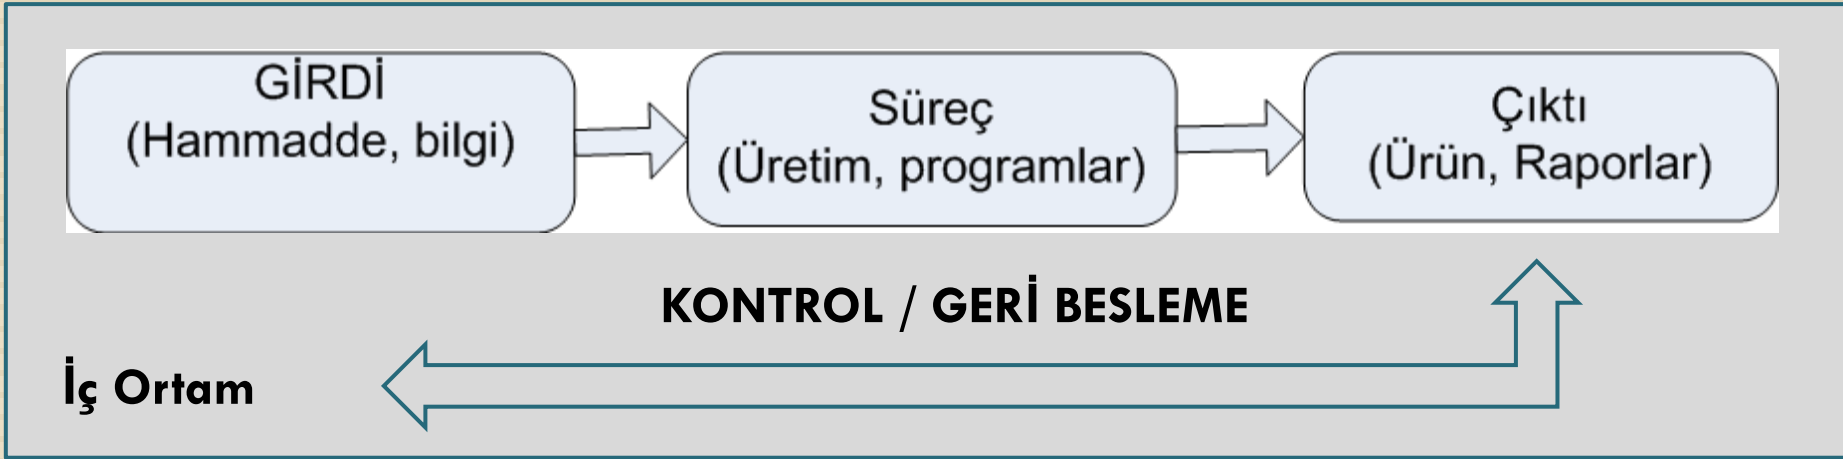 GİRDİ
(Hammadde, bilgi)
Süreç
(Üretim, programlar)
Çıktı
(Ürün, Raporlar)
KONTROL / GERİ BESLEME
İç Ortam